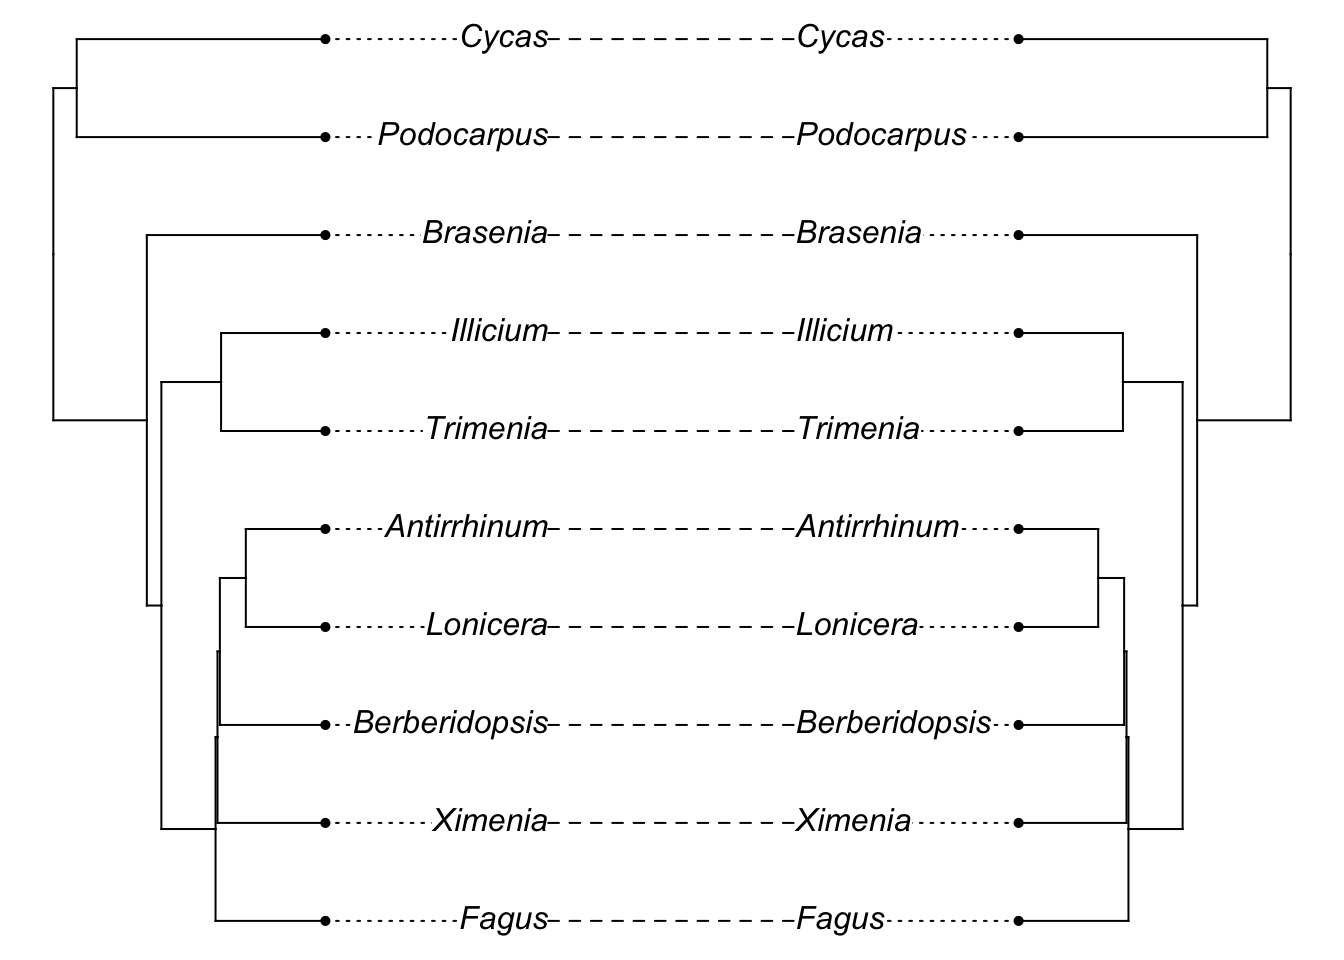 Cycas Cycas
Podocarpus Podocarpus
Brasenia Brasenia
Illicium Illicium
Trimenia Trimenia
Antirrhinum Antirrhinum
Lonicera Lonicera
Berberidopsis Berberidopsis
Ximenia Ximenia
Fagus Fagus